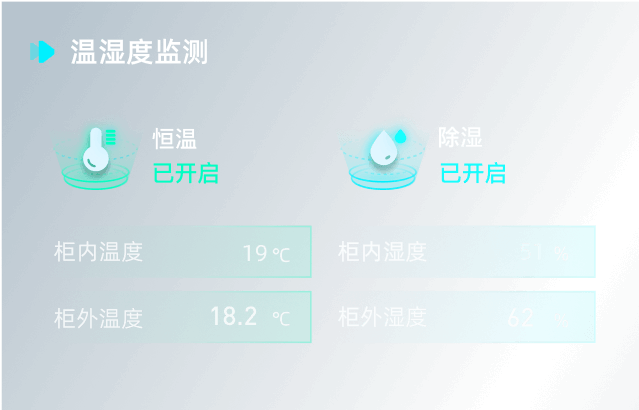 温湿度监测
恒温
已开启
除湿
已开启
柜内温度 19 ℃
柜内湿度 51 %
柜外温度 18.2 ℃
柜外湿度 62 %